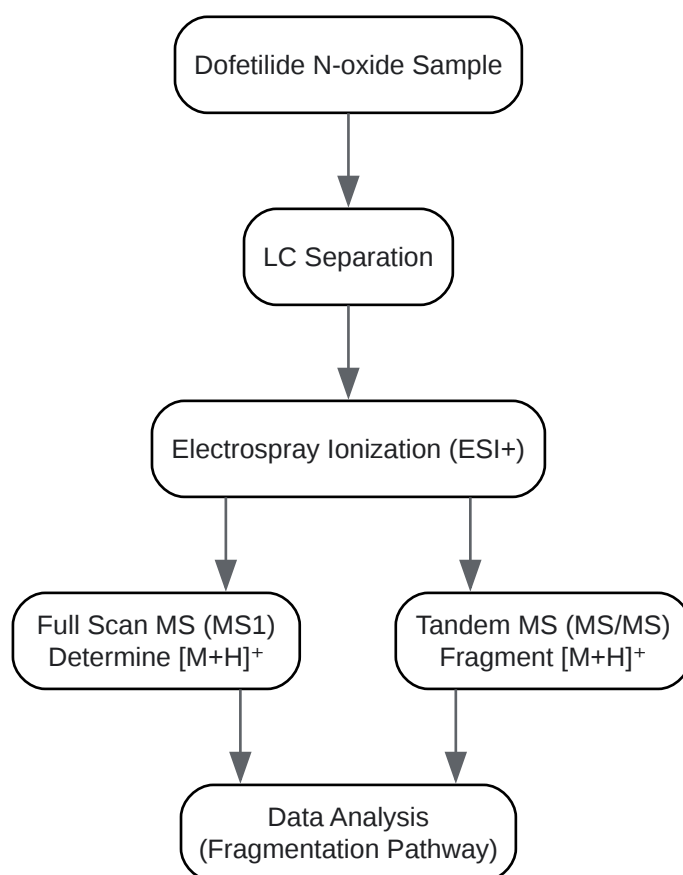 Dofetilide N-oxide Sample
LC Separation
Electrospray Ionization (ESI+)
Full Scan MS (MS1)
Determine [M+H]⁺
Tandem MS (MS/MS)
Fragment [M+H]⁺
Data Analysis
(Fragmentation Pathway)